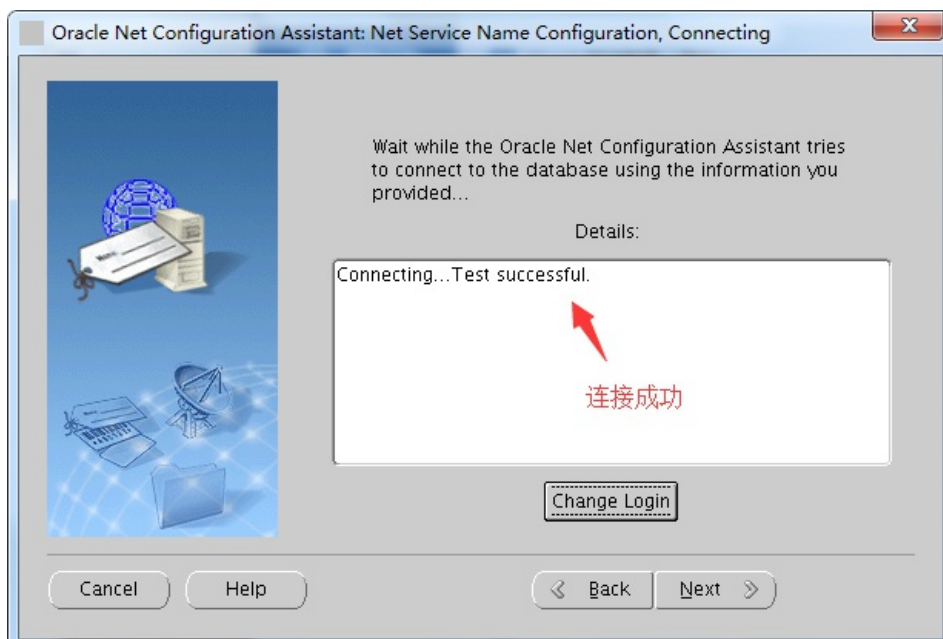 Oracle Net Configuration Assistant: Net Service Name Configuration, Connecting
Wait while the Oracle Net Configuration Assistant tries
to connect to the database using the information you
provided...
Details:
Connecting...Test successful.
连接成功
Change Login
Cancel
Help
Back
Next